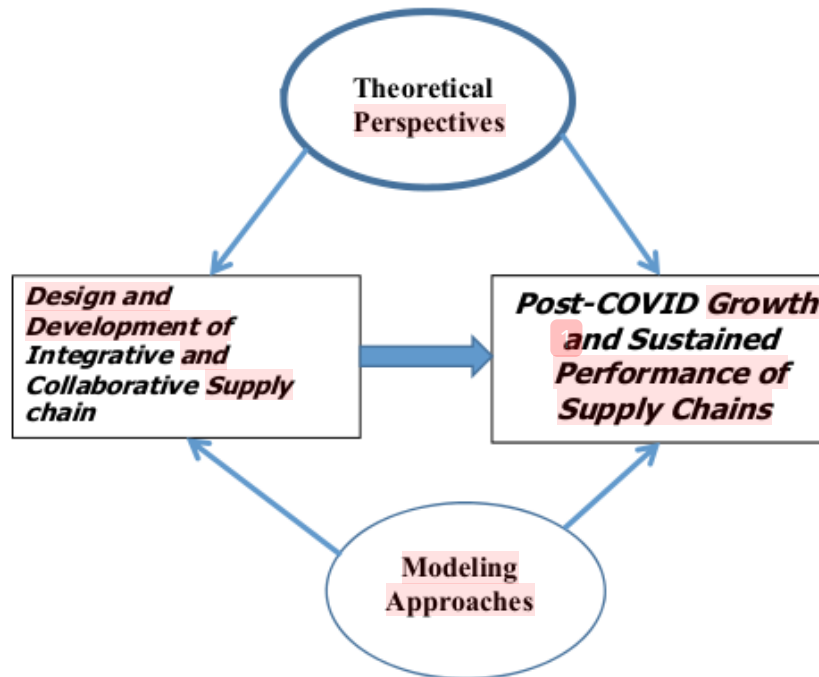 Theoretical
Perspectives
Design and
Development of
Integrative and
Collaborative Supply
chain
Post-COVID Growth
1
and Sustained
Performance of
Supply Chains
Modeling
Approaches